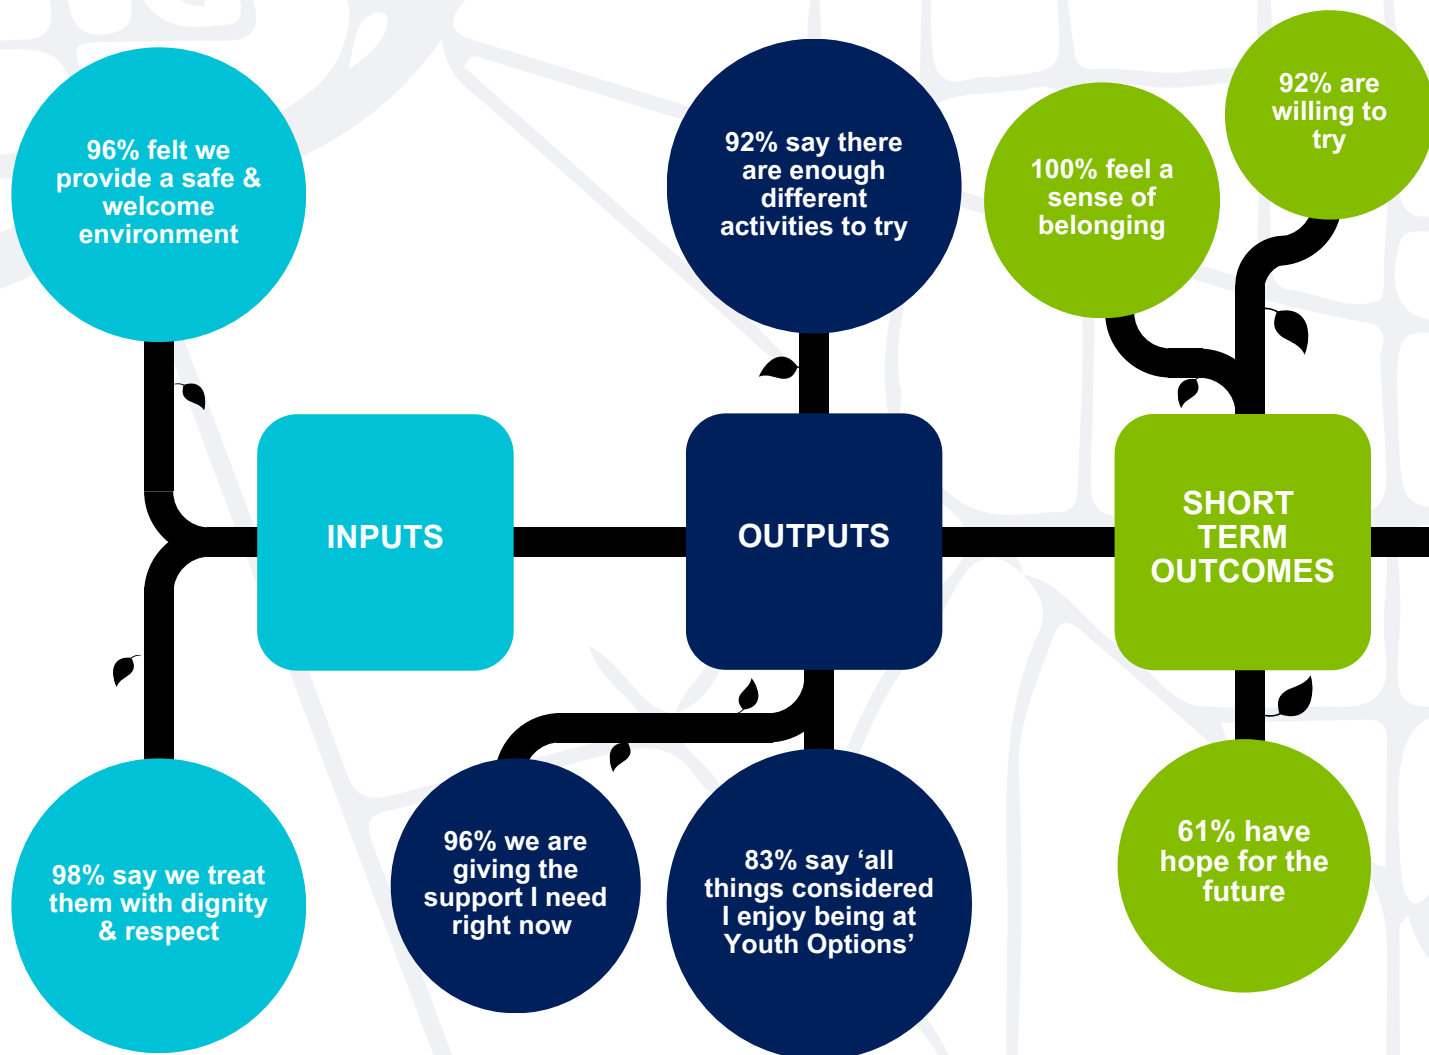 96% felt we
provide a safe &
welcome
environment
92% say there
are enough
different
activities to try
100% feel a
sense of
belonging
92% are
willing to
try
INPUTS
OUTPUTS
SHORT
TERM
OUTCOMES
98% say we treat
them with dignity
& respect
96% we are
giving the
support I need
right now
83% say ‘all
things considered
I enjoy being at
Youth Options’
61% have
hope for the
future